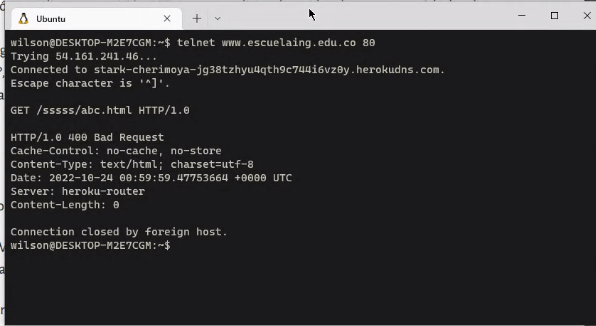 Ubuntu
wilson@DESKTOP-M2E7CGM:~$ telnet www.escuelaing.edu.co 80
Trying 54.161.241.46...
Connected to stark-cherimoya-jg38tzhyu4qth9c744i6vz0y.herokudns.com.
Escape character is '^]'.
GET /sssss/abc.html HTTP/1.0
HTTP/1.0 400 Bad Request
Cache-Control: no-cache, no-store
Content-Type: text/html; charset=utf-8
Date: 2022-10-24 00:59:59.47753664 +0000 UTC
Server: heroku-router
Content-Length: 0
Connection closed by foreign host.
wilson@DESKTOP-M2E7CGM:~$